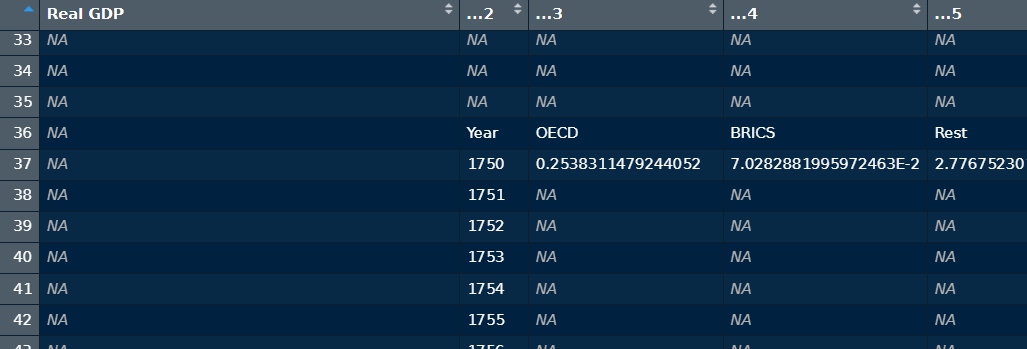 Real GDP ...2 ...3 ...4 ...5
33 NA NA NA NA NA
34 NA NA NA NA NA
35 NA NA NA NA NA
36 NA Year OECD BRICS Rest
37 NA 1750 0.2538311479244052 7.0282881995972463E-2 2.77675230
38 NA 1751 NA NA NA
39 NA 1752 NA NA NA
40 NA 1753 NA NA NA
41 NA 1754 NA NA NA
42 NA 1755 NA NA NA